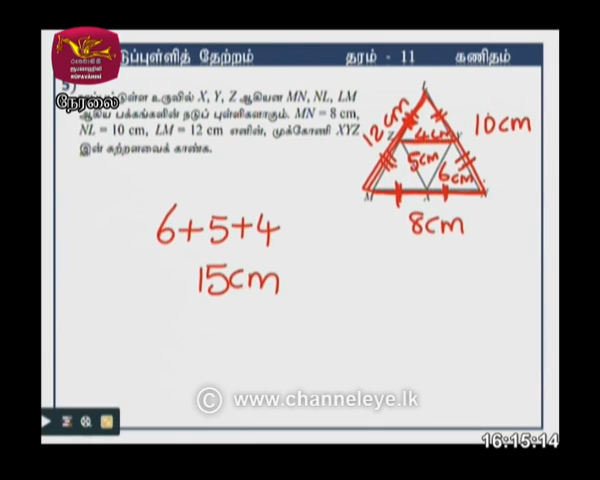 டுப்புள்ளித் தேற்றம் தரம் - 11 கணிதம்
நேரலை
உருவில் X, Y, Z ஆகியன MN, NL, LM
ஆகிய பக்கங்களின் நடுப் புள்ளிகளாகும். MN = 8 cm,
NL = 10 cm, LM = 12 cm எனின், முக்கோணி XYZ
இன் சுற்றளவைக் காண்க.
L
12 cm
10cm
Z 4cm Y
5cm
6cm
M X N
8cm
6+5+4
15cm
© www.channeleye.lk
16:15:14